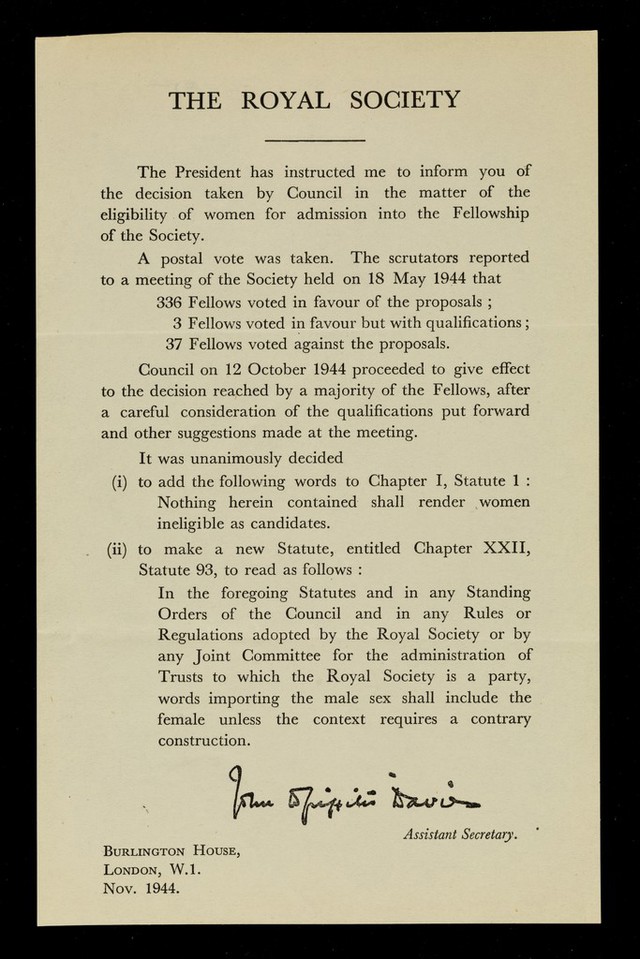 THE ROYAL SOCIETY
The President has instructed me to inform you of
the decision taken by Council in the matter of the
eligibility of women for admission into the Fellowship
of the Society.
A postal vote was taken. The scrutators reported
to a meeting of the Society held on 18 May 1944 that
336 Fellows voted in favour of the proposals ;
3 Fellows voted in favour but with qualifications ;
37 Fellows voted against the proposals.
Council on 12 October 1944 proceeded to give effect
to the decision reached by a majority of the Fellows, after
a careful consideration of the qualifications put forward
and other suggestions made at the meeting.
It was unanimously decided
(i) to add the following words to Chapter I, Statute 1 :
Nothing herein contained shall render women
ineligible as candidates.
(ii) to make a new Statute, entitled Chapter XXII,
Statute 93, to read as follows :
In the foregoing Statutes and in any Standing
Orders of the Council and in any Rules or
Regulations adopted by the Royal Society or by
any Joint Committee for the administration of
Trusts to which the Royal Society is a party,
words importing the male sex shall include the
female unless the context requires a contrary
construction.
John Griffith Davies
Assistant Secretary.
BURLINGTON HOUSE,
LONDON, W.1.
Nov. 1944.